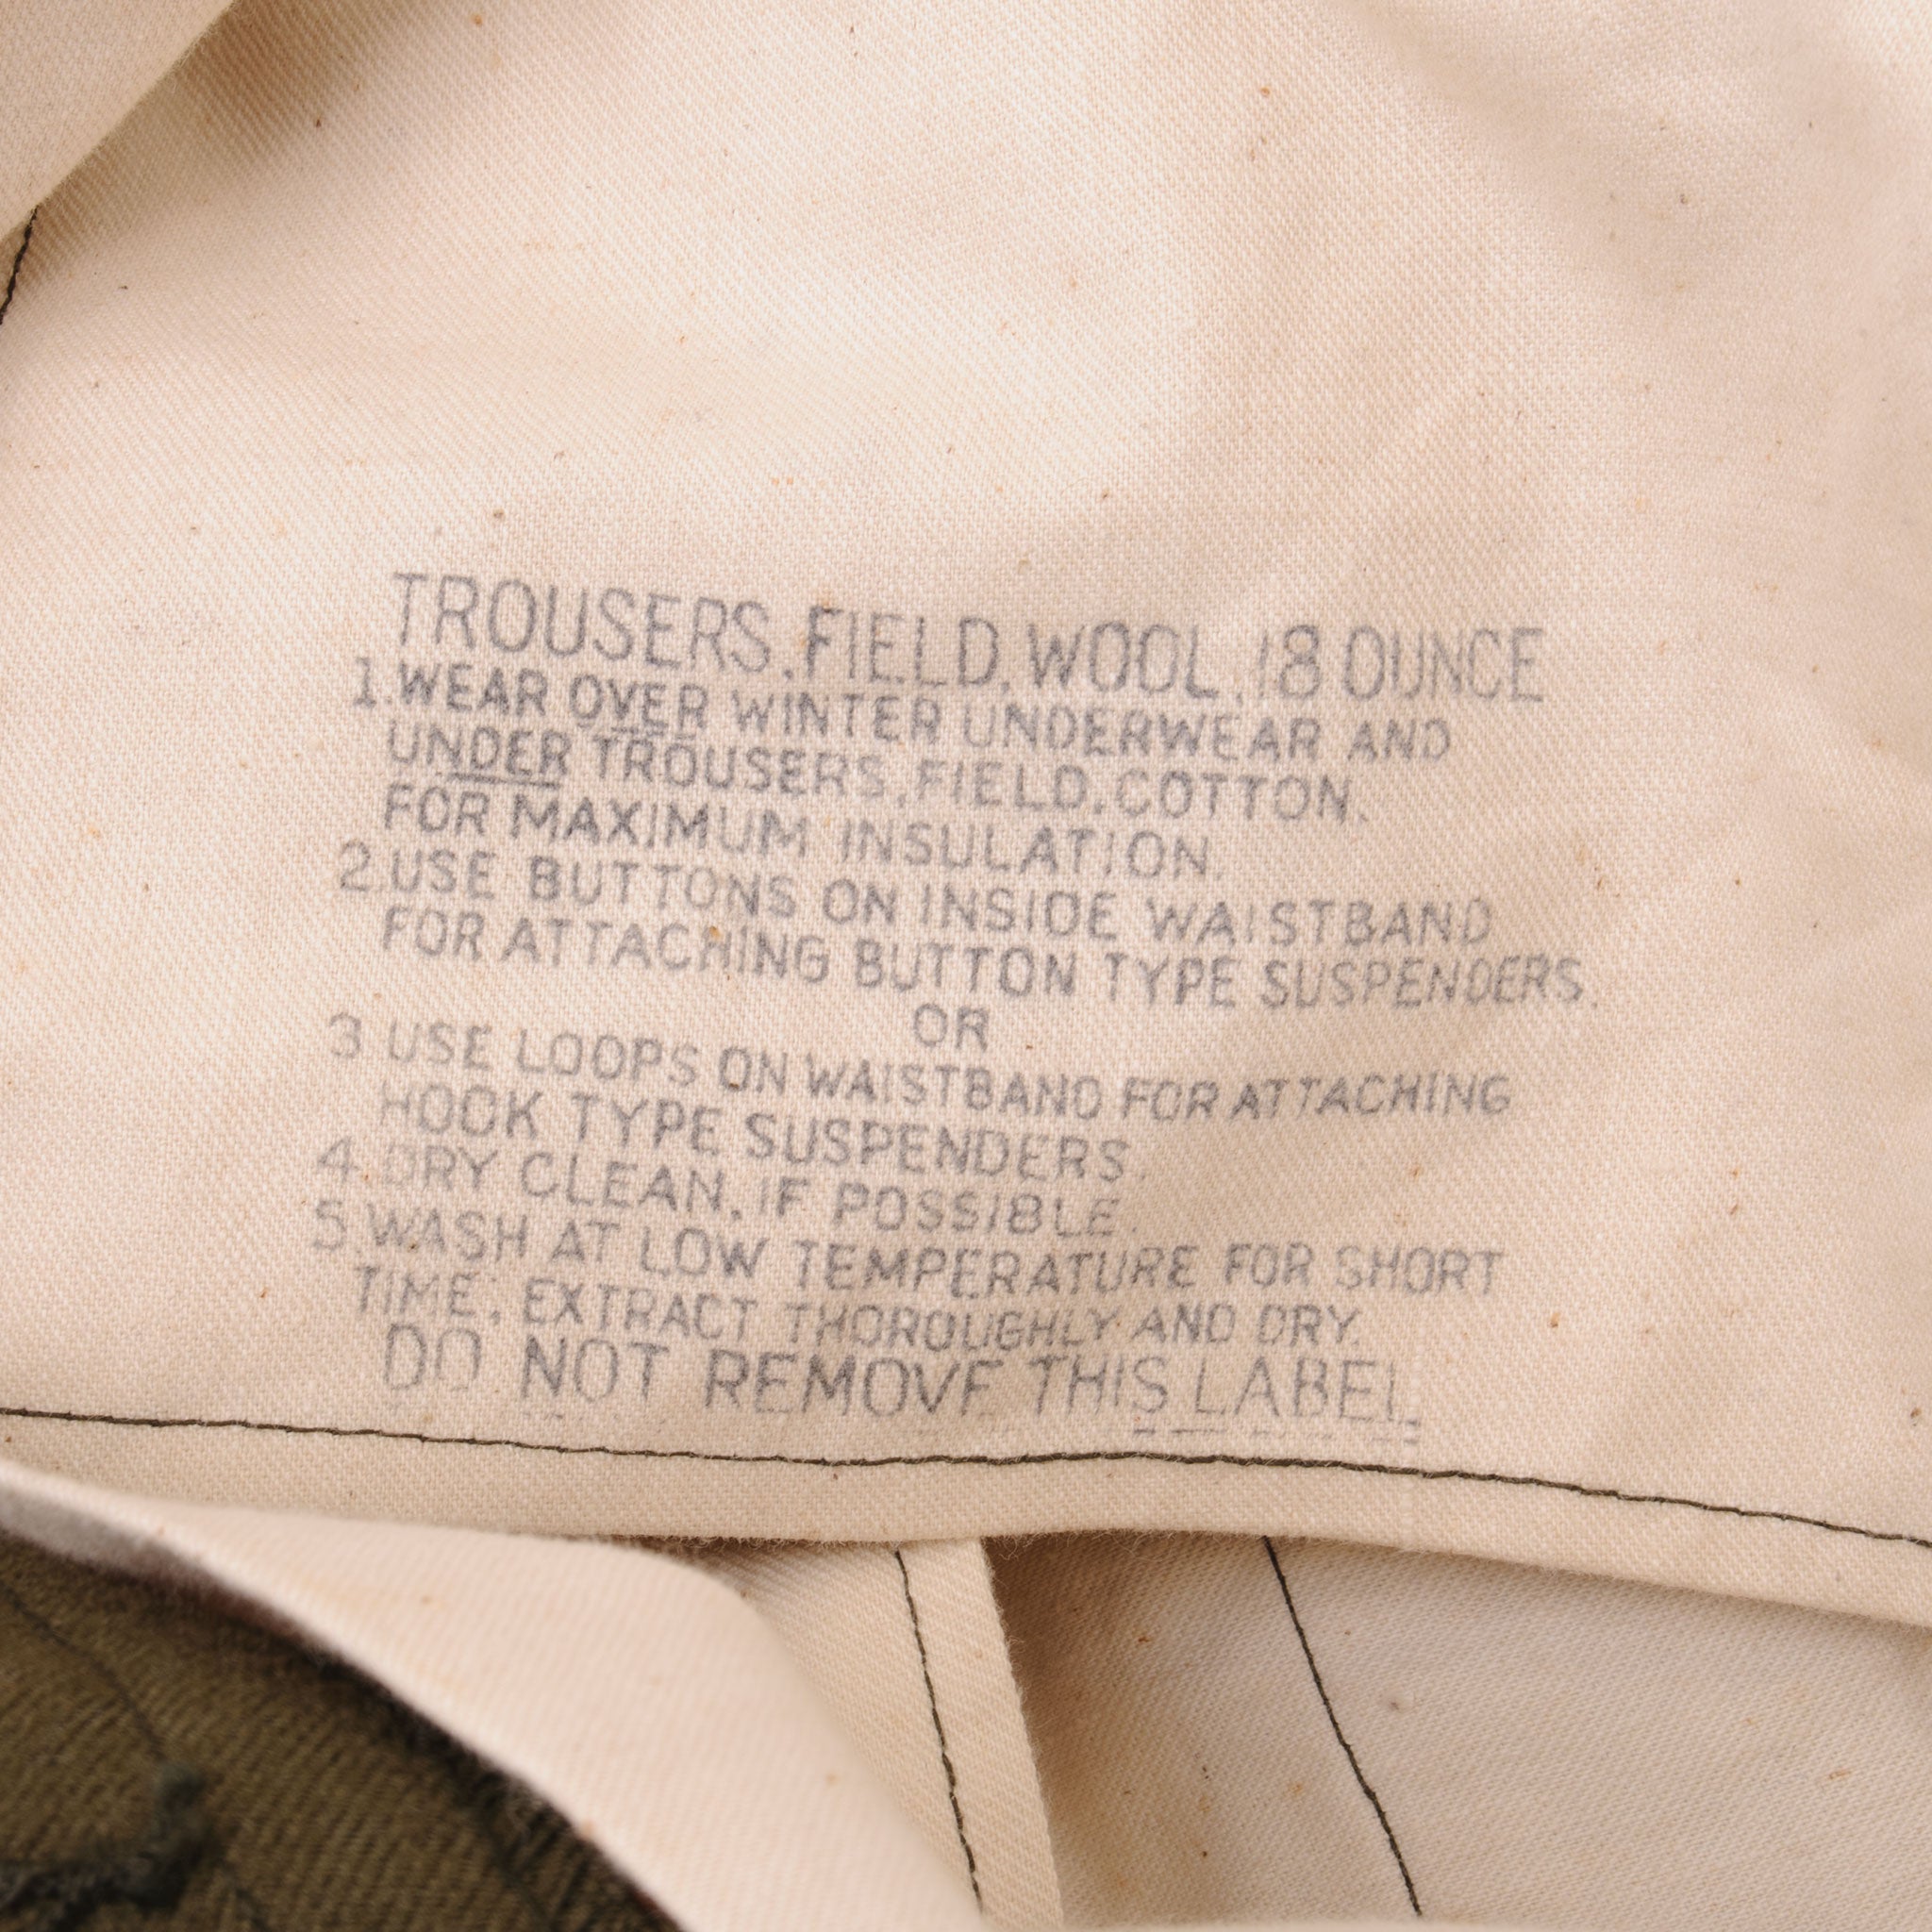 TROUSERS, FIELD, WOOL, 18 OUNCE
1. WEAR OVER WINTER UNDERWEAR AND
UNDER TROUSERS, FIELD, COTTON.
FOR MAXIMUM INSULATION.
2. USE BUTTONS ON INSIDE WAISTBAND
FOR ATTACHING BUTTON TYPE SUSPENDERS.
OR
3. USE LOOPS ON WAISTBAND FOR ATTACHING
HOOK TYPE SUSPENDERS.
4. DRY CLEAN, IF POSSIBLE.
5. WASH AT LOW TEMPERATURE FOR SHORT
TIME; EXTRACT THOROUGHLY AND DRY.
DO NOT REMOVE THIS LABEL